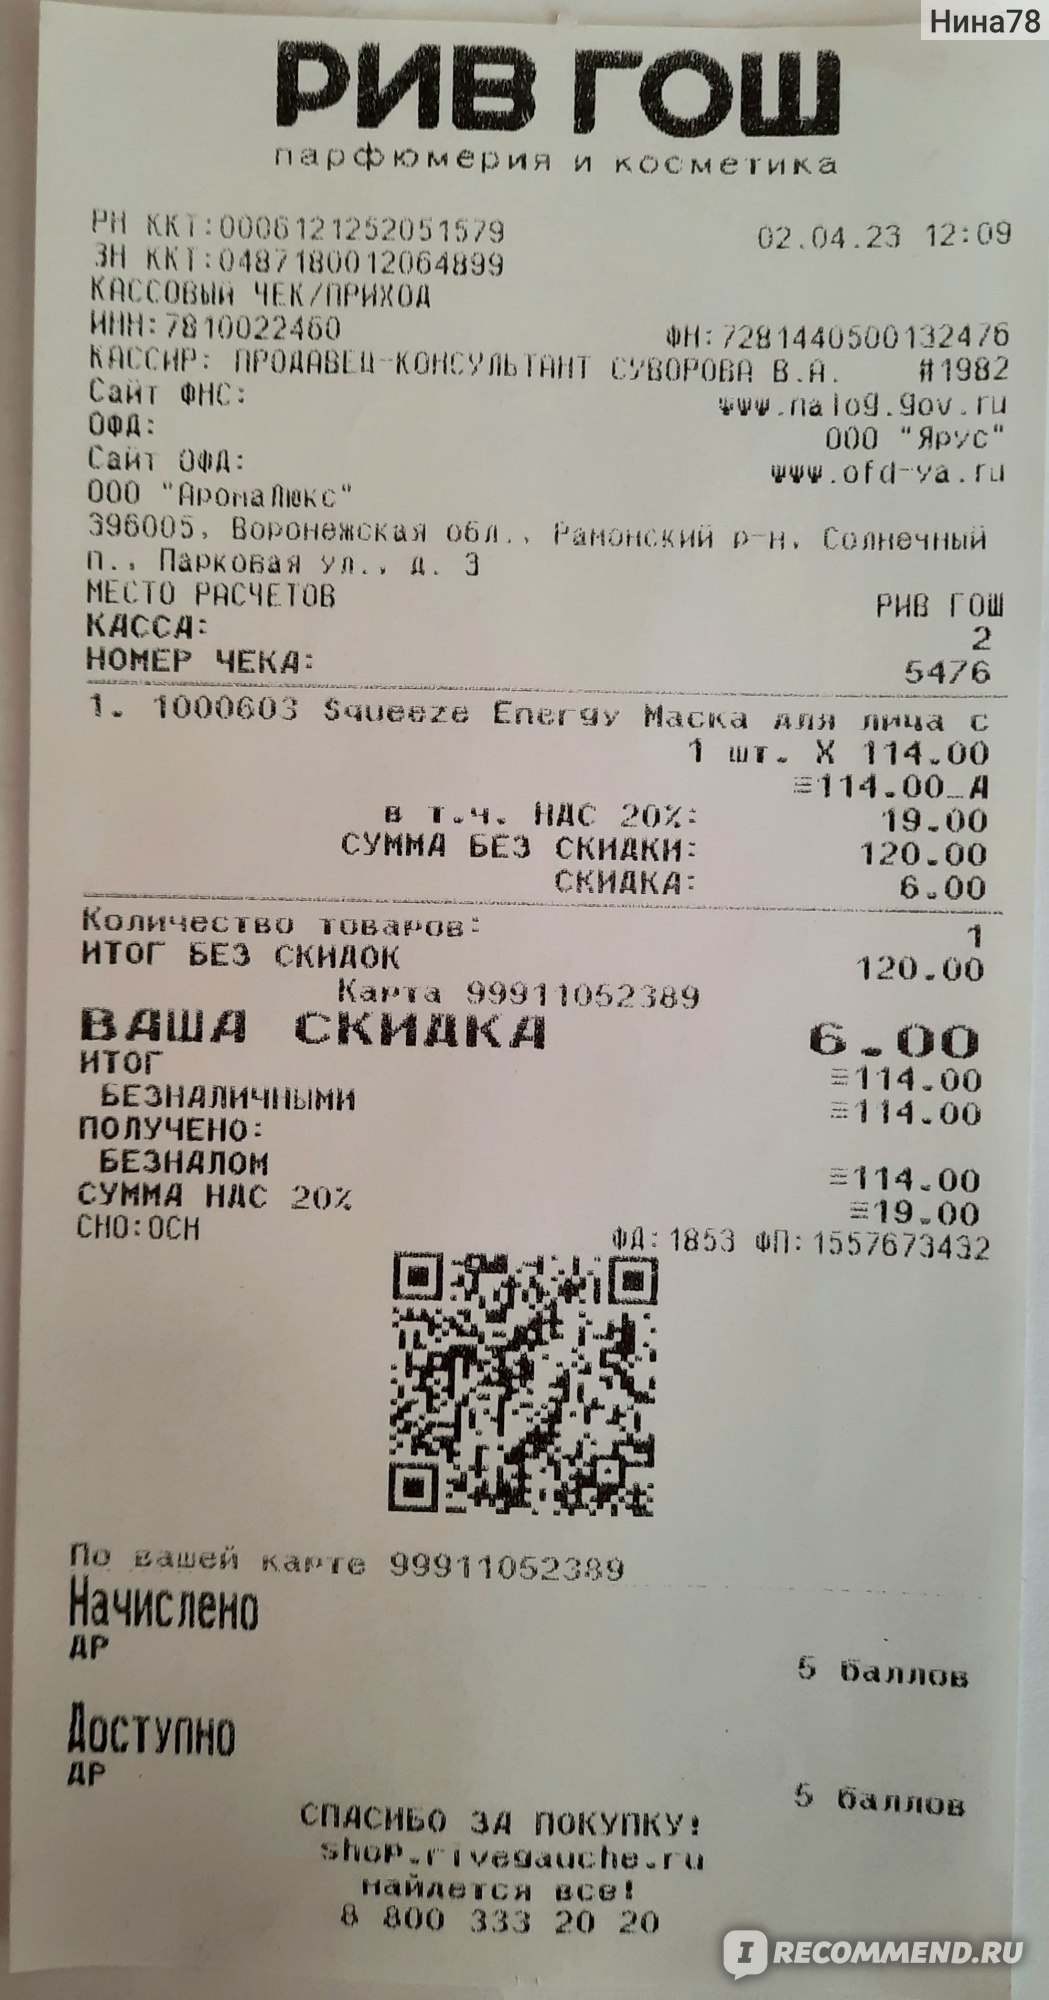 Нина78
РИВ ГОШ
парфюмерия и косметика
РН ККТ:0006121252051579 02.04.23 12:09
ЗН ККТ:0487180012064899
КАССОВЫЙ ЧЕК/ПРИХОД
ИНН:7810022460 ФН:7281440500132476
КАССИР: ПРОДАВЕЦ-КОНСУЛЬТАНТ СУВОРОВА В.А. #1982
Сайт ФНС: www.nalog.gov.ru
ОФД: ООО "Ярус"
Сайт ОФД: www.ofd-ya.ru
ООО "АромаЛюкс"
396005, Воронежская обл., Рамонский р-н, Солнечный
п., Парковая ул., д. 3
МЕСТО РАСЧЕТОВ РИВ ГОШ
КАССА: 2
НОМЕР ЧЕКА: 5476
1. 1000603 Squeeze Energy Маска для лица с
1 шт. X 114.00
≡114.00_А
в т.ч. НДС 20%: 19.00
СУММА БЕЗ СКИДКИ: 120.00
СКИДКА: 6.00
Количество товаров: 1
ИТОГ БЕЗ СКИДОК 120.00
Карта 99911052389
ВАША СКИДКА 6.00
ИТОГ ≡114.00
БЕЗНАЛИЧНЫМИ ≡114.00
ПОЛУЧЕНО:
БЕЗНАЛОМ ≡114.00
СУММА НДС 20% ≡19.00
СНО:ОСН ФД:1853 ФП:1557673432
По вашей карте 99911052389
Начислено
ДР 5 баллов
Доступно
ДР 5 баллов
СПАСИБО ЗА ПОКУПКУ!
shop.rivegauche.ru
найдется все!
8 800 333 20 20
IRECOMMEND.RU